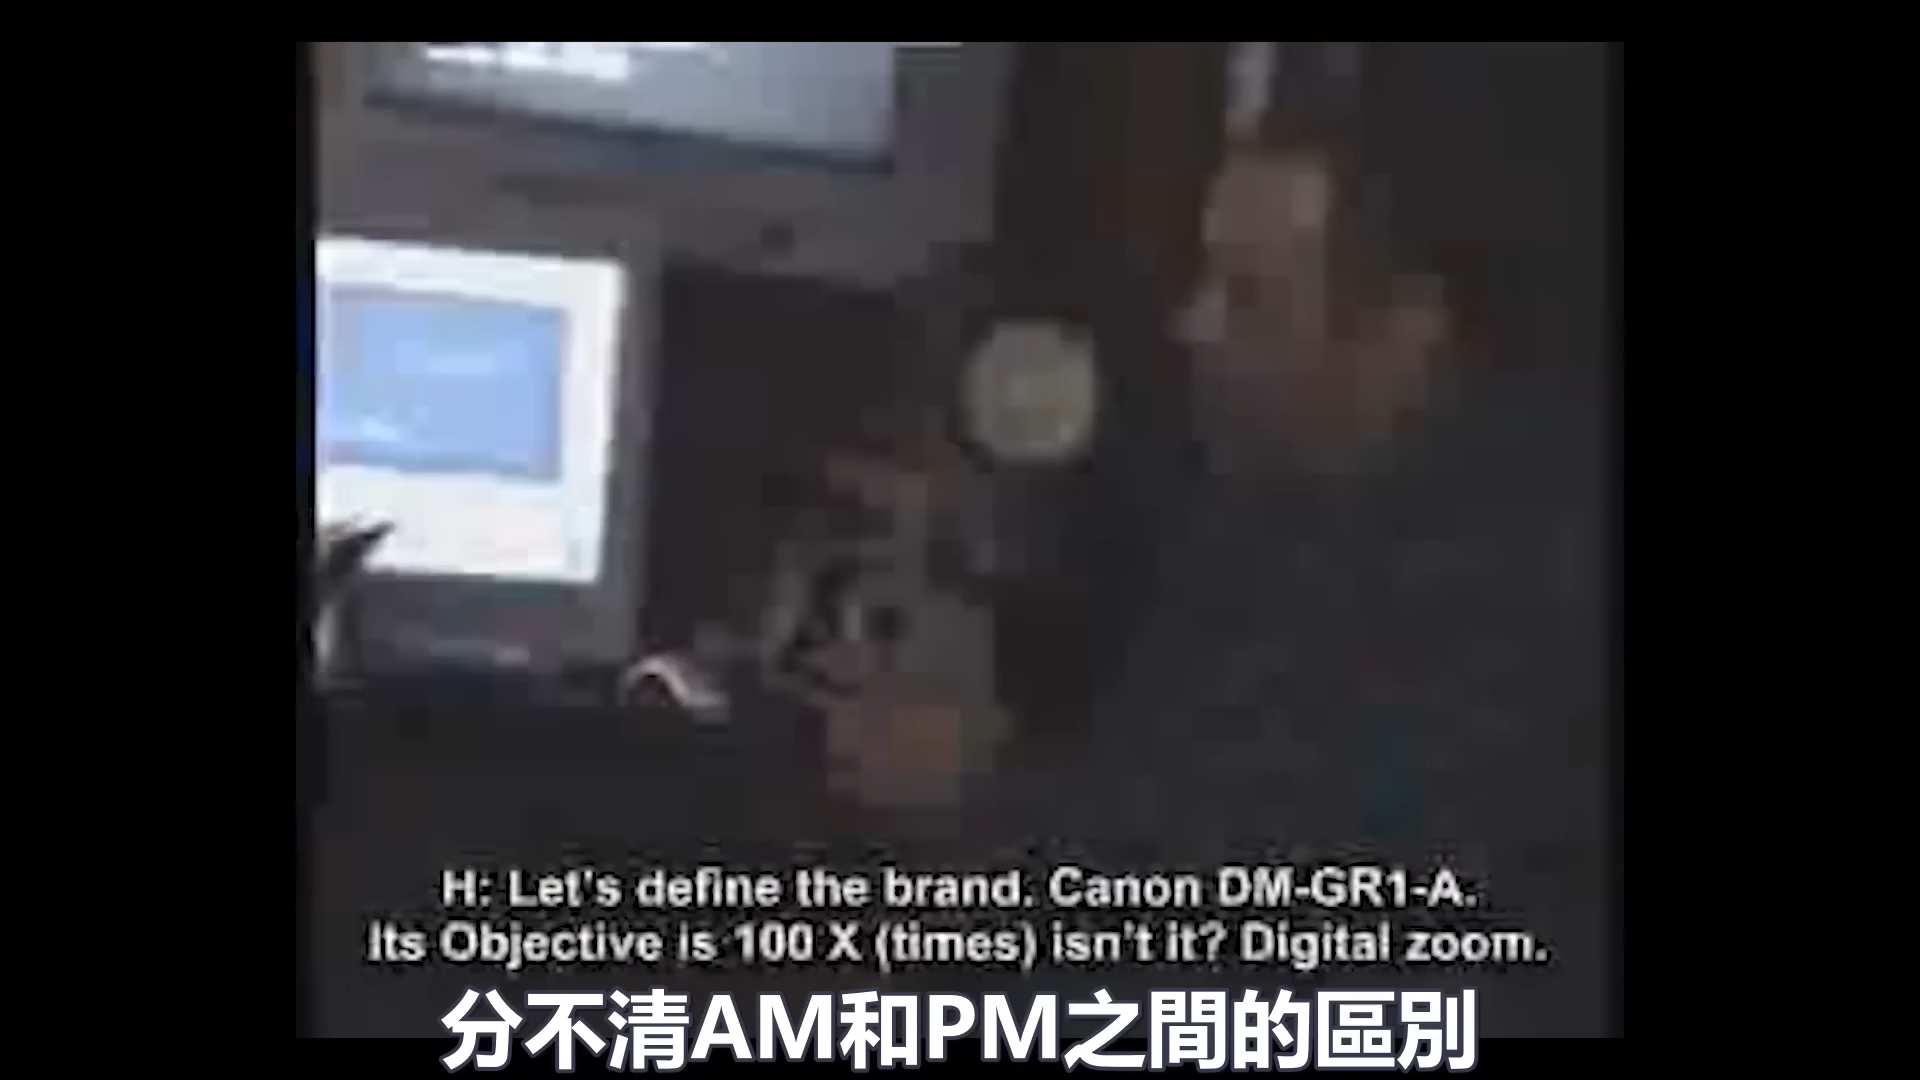 H: Let's define the brand. Canon DM-GR1-A.
Its Objective is 100 X (times) isn't it? Digital zoom.
分不清AM和PM之間的區別